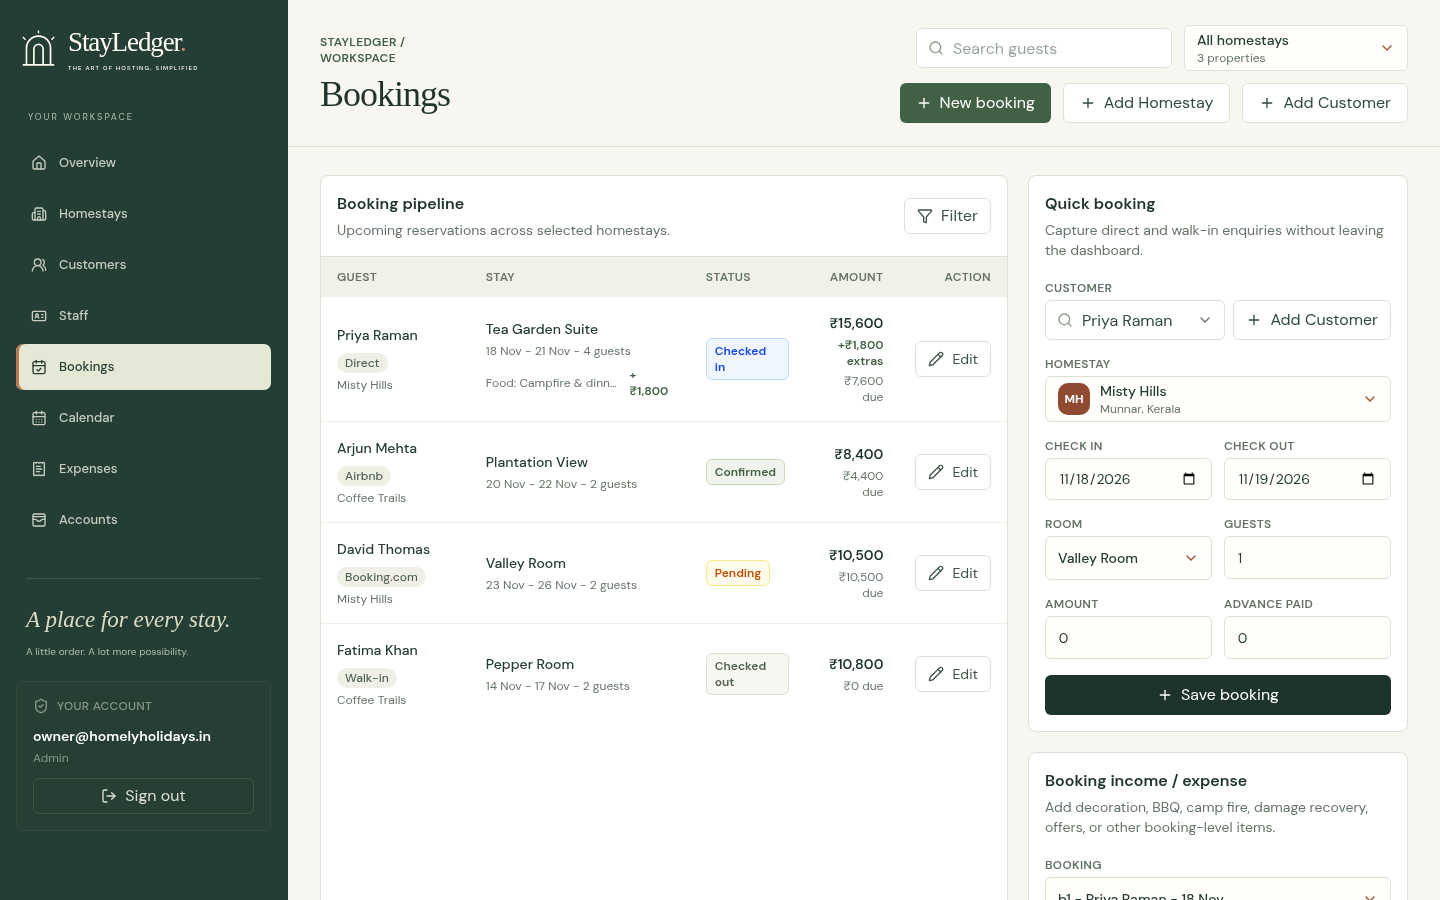 StayLedger.
THE ART OF HOSTING, SIMPLIFIED
YOUR WORKSPACE
Overview
Homestays
Customers
Staff
Bookings
Calendar
Expenses
Accounts
A place for every stay.
A little order. A lot more possibility.
YOUR ACCOUNT
owner@homelyholidays.in
Admin
Sign out
STAYLEDGER /
WORKSPACE
Bookings
Search guests
All homestays
3 properties
New booking
Add Homestay
Add Customer
Booking pipeline
Upcoming reservations across selected homestays.
Filter
GUEST STAY STATUS AMOUNT ACTION
Priya Raman
Direct
Misty Hills
Tea Garden Suite
18 Nov - 21 Nov - 4 guests
Food: Campfire & dinn...
+
₹1,800
Checked
in
₹15,600
+₹1,800
extras
₹7,600
due
Edit
Arjun Mehta
Airbnb
Coffee Trails
Plantation View
20 Nov - 22 Nov - 2 guests
Confirmed
₹8,400
₹4,400
due
Edit
David Thomas
Booking.com
Misty Hills
Valley Room
23 Nov - 26 Nov - 2 guests
Pending
₹10,500
₹10,500
due
Edit
Fatima Khan
Walk-in
Coffee Trails
Pepper Room
14 Nov - 17 Nov - 2 guests
Checked
out
₹10,800
₹0 due
Edit
Quick booking
Capture direct and walk-in enquiries without leaving
the dashboard.
CUSTOMER
Priya Raman
Add Customer
HOMESTAY
MH
Misty Hills
Munnar, Kerala
CHECK IN CHECK OUT
11/18/2026 11/19/2026
ROOM GUESTS
Valley Room 1
AMOUNT ADVANCE PAID
0 0
Save booking
Booking income / expense
Add decoration, BBQ, camp fire, damage recovery,
offers, or other booking-level items.
BOOKING
b1 - Priya Raman - 18 Nov